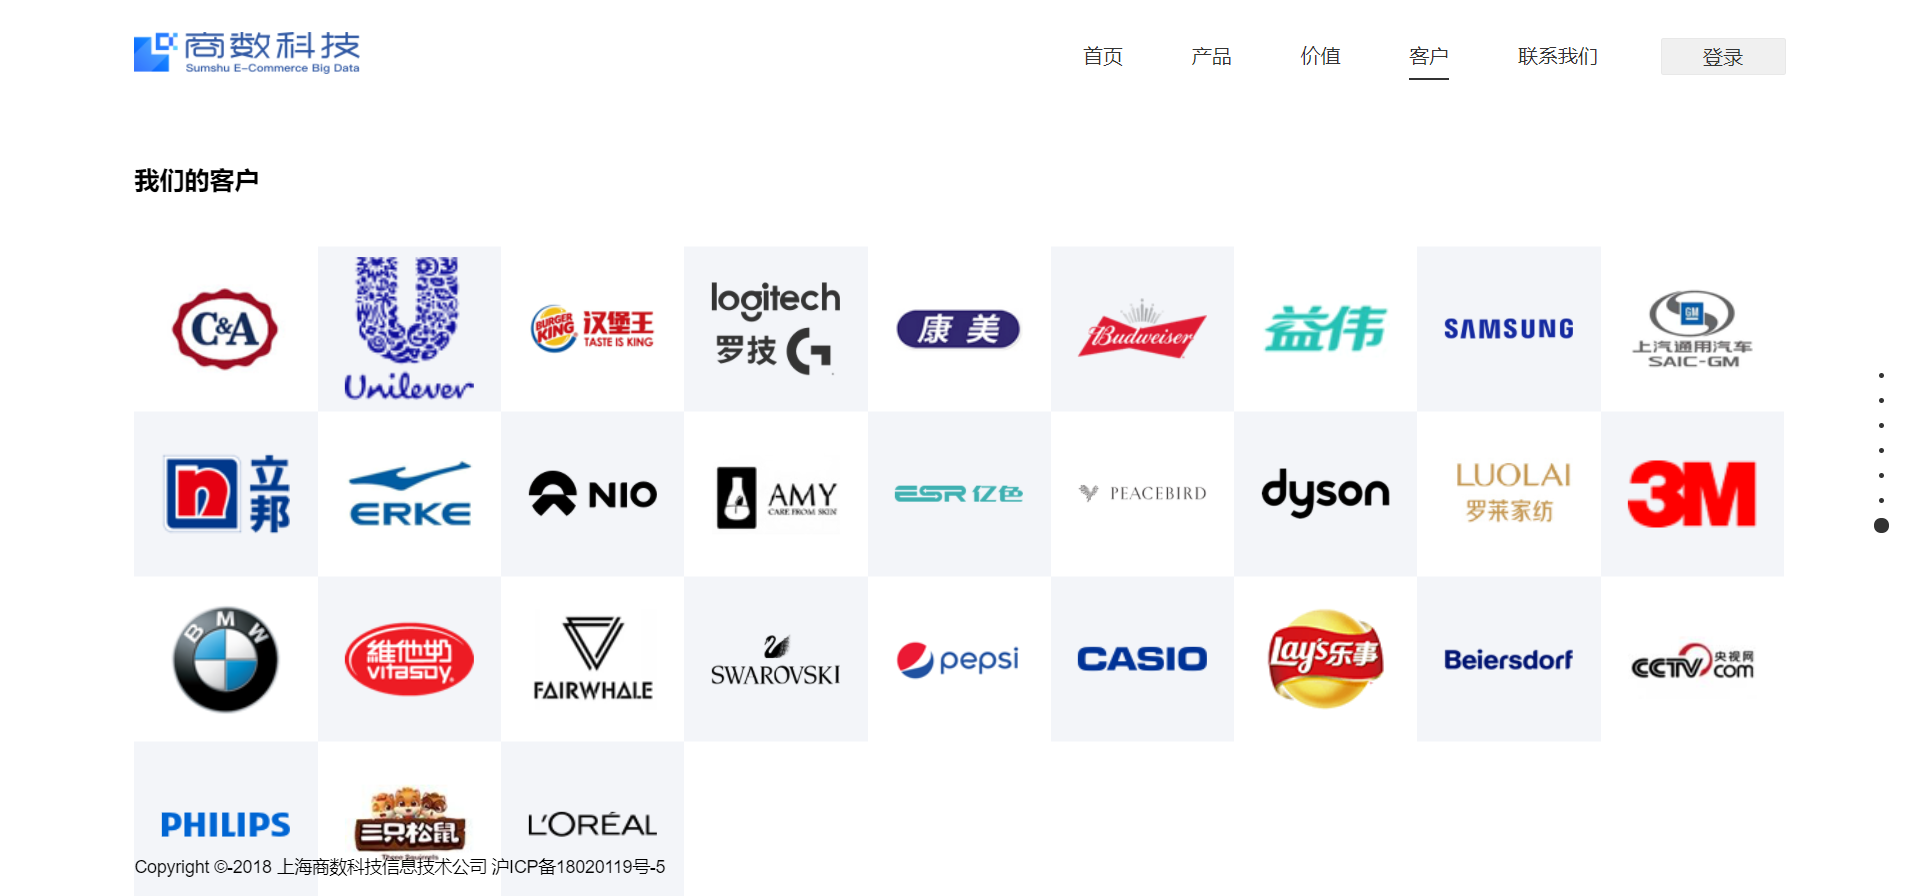 商数科技
Sumshu E-Commerce Big Data
首页 产品 价值 客户 联系我们 登录
我们的客户
C&A
Unilever
BURGER KING 汉堡王 TASTE IS KING
logitech
罗技 G
康美
Budweiser
益伟
SAMSUNG
GM
上汽通用汽车
SAIC-GM
n 立邦
ERKE
NIO
AMY
CARE FROM SKIN
ESR 亿色
PEACEBIRD
dyson
LUOLAI
罗莱家纺
3M
BMW
維他奶
vitasoy
FAIRWHALE
SWAROVSKI
pepsi
CASIO
Lay's乐事
Beiersdorf
CCTV 央视网
.com
PHILIPS
三只松鼠
Three Squirrels
L'ORÉAL
Copyright ©-2018 上海商数科技信息技术公司 沪ICP备18020119号-5